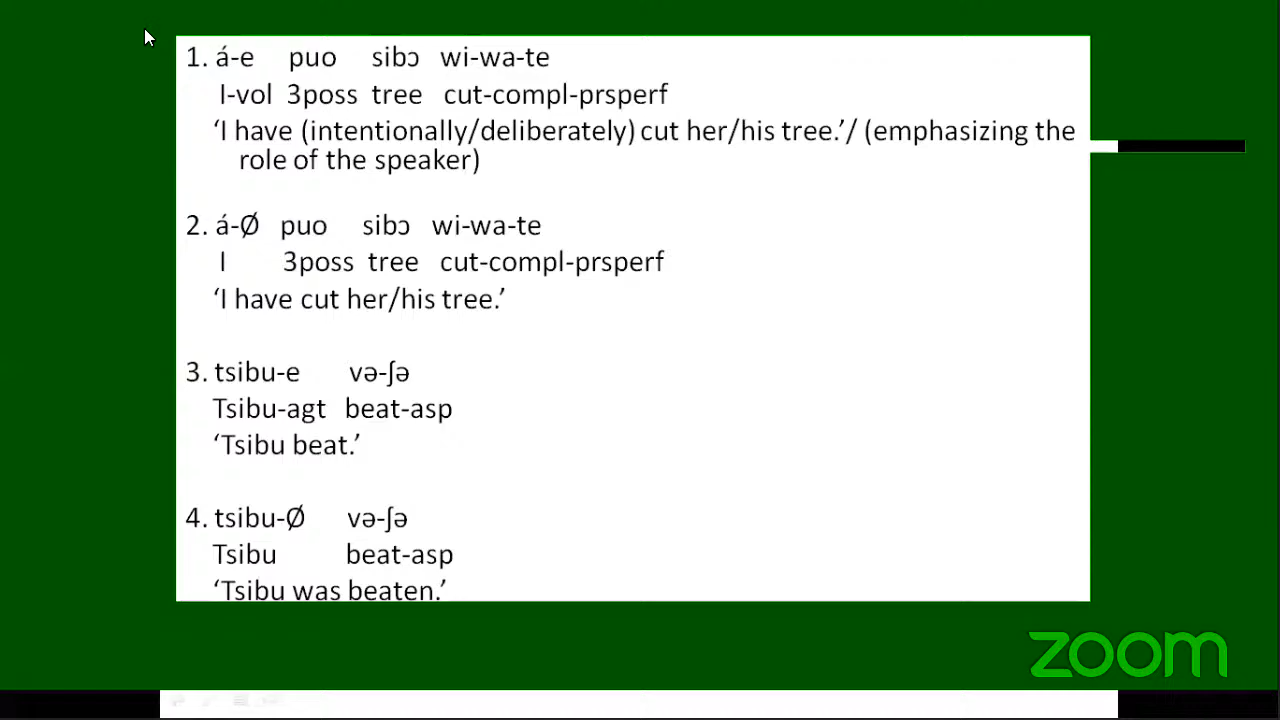 1. á-e puo sibɔ wi-wa-te
I-vol 3poss tree cut-compl-prsperf
‘I have (intentionally/deliberately) cut her/his tree.’/ (emphasizing the
role of the speaker)
2. á-Ø puo sibɔ wi-wa-te
I 3poss tree cut-compl-prsperf
‘I have cut her/his tree.’
3. tsibu-e və-ʃə
Tsibu-agt beat-asp
‘Tsibu beat.’
4. tsibu-Ø və-ʃə
Tsibu beat-asp
‘Tsibu was beaten.’
zoom